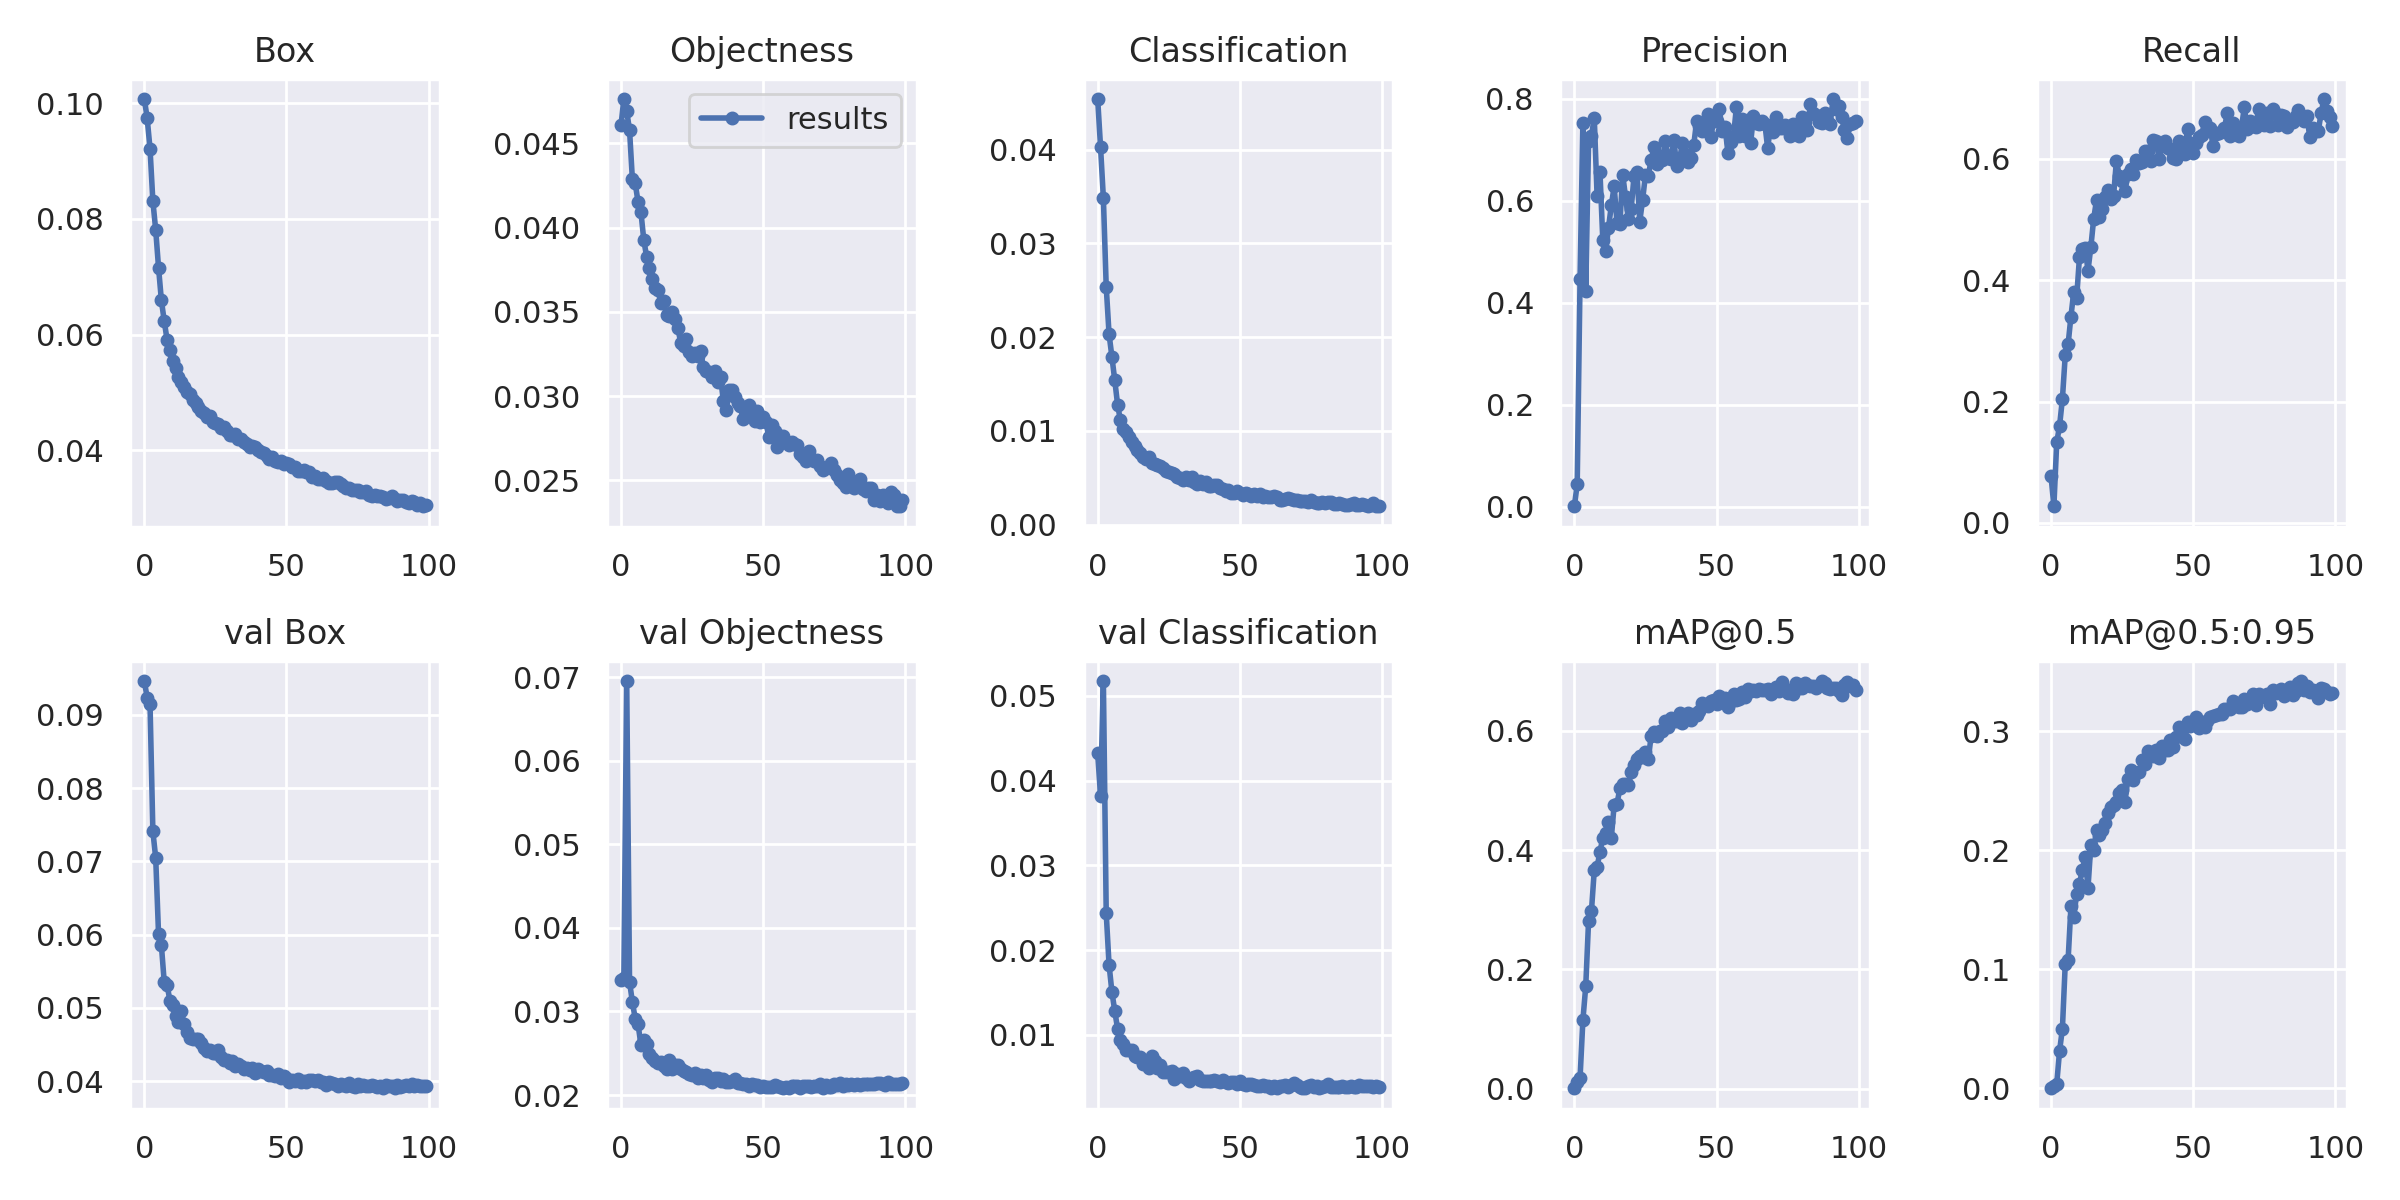 Box
0.10
0.08
0.06
0.04
0 50 100
Objectness
results
0.045
0.040
0.035
0.030
0.025
0 50 100
Classification
0.04
0.03
0.02
0.01
0.00
0 50 100
Precision
0.8
0.6
0.4
0.2
0.0
0 50 100
Recall
0.6
0.4
0.2
0.0
0 50 100
val Box
0.09
0.08
0.07
0.06
0.05
0.04
0 50 100
val Objectness
0.07
0.06
0.05
0.04
0.03
0.02
0 50 100
val Classification
0.05
0.04
0.03
0.02
0.01
0 50 100
mAP@0.5
0.6
0.4
0.2
0.0
0 50 100
mAP@0.5:0.95
0.3
0.2
0.1
0.0
0 50 100